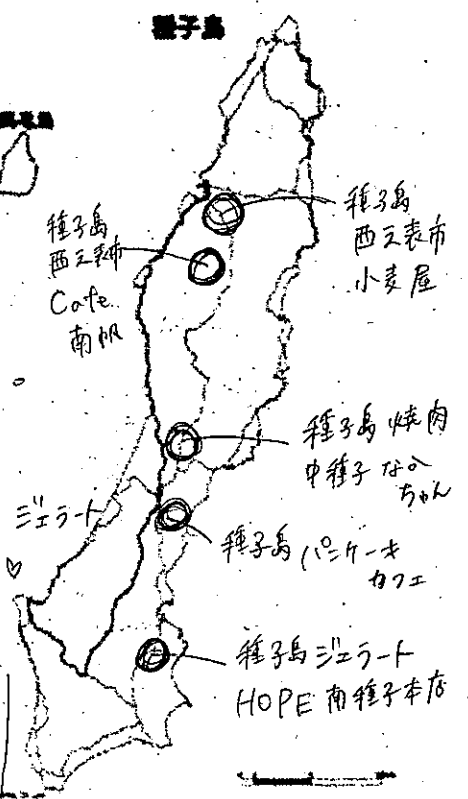 種子島
種子島
西之表市
小麦屋
種子島
西之表市
Cafe
南帆
種子島 焼肉
中種子 なか
ちゃん
ジェラート
種子島 パンケーキ
カフェ
種子島 ジェラート
HOPE 南種子本店